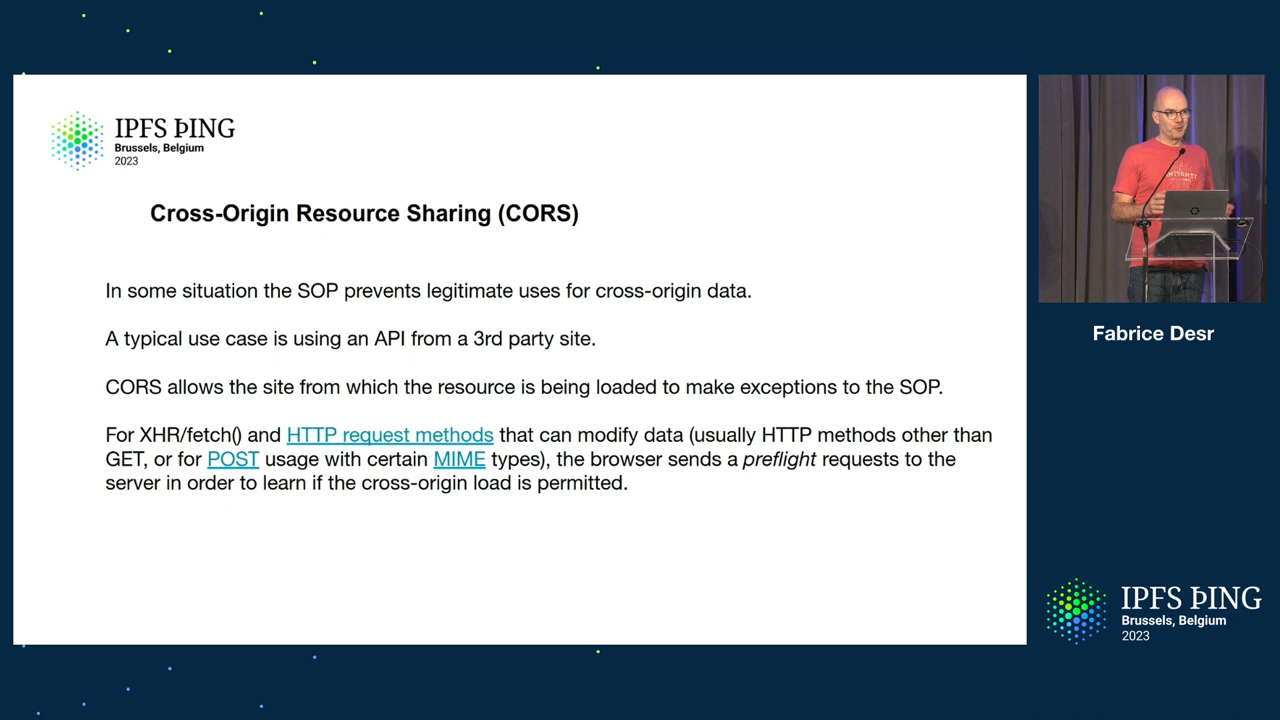 IPFS ÞING
Brussels, Belgium
2023
Cross-Origin Resource Sharing (CORS)
In some situation the SOP prevents legitimate uses for cross-origin data.
A typical use case is using an API from a 3rd party site.
CORS allows the site from which the resource is being loaded to make exceptions to the SOP.
For XHR/fetch() and HTTP request methods that can modify data (usually HTTP methods other than
GET, or for POST usage with certain MIME types), the browser sends a preflight requests to the
server in order to learn if the cross-origin load is permitted.
Fabrice Desr
IPFS ÞING
Brussels, Belgium
2023